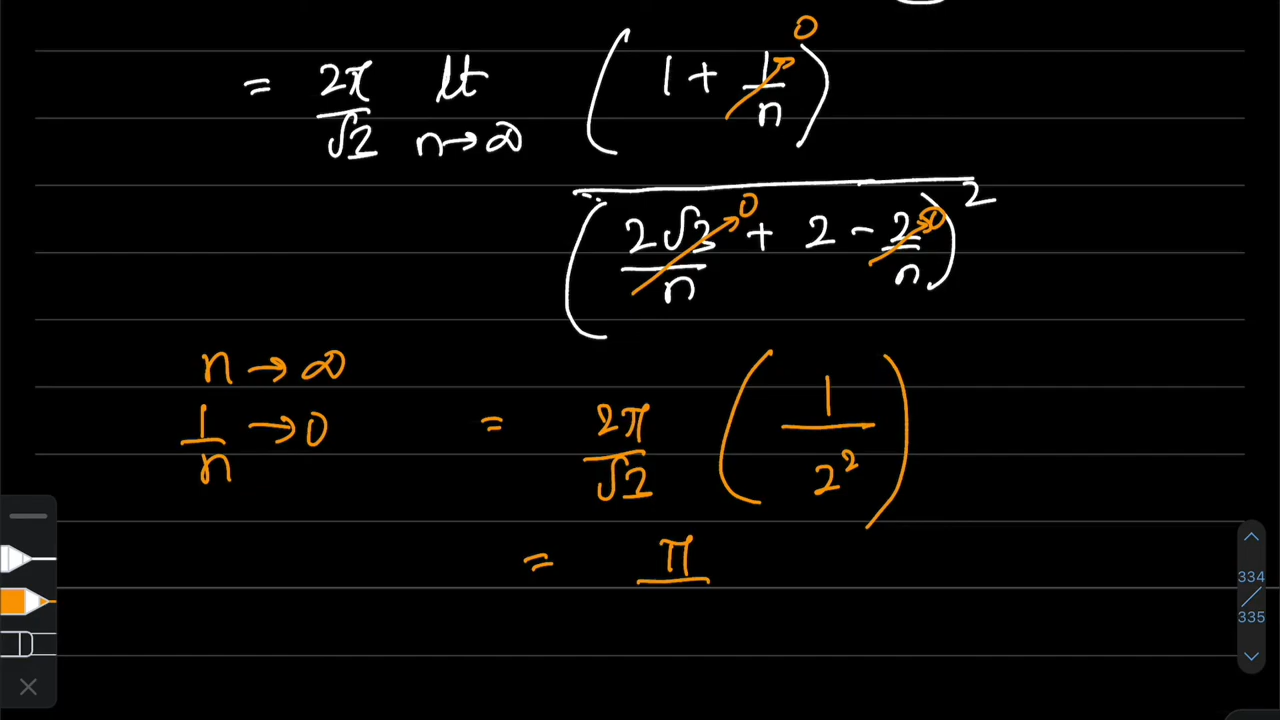 = 2π/√2 lt n→∞ (1 + 1/n) 0
(2√2/n + 2 - 2/n)² 0 0
n → ∞
1/n → 0
= 2π/√2 (1/2²)
= π
334
335